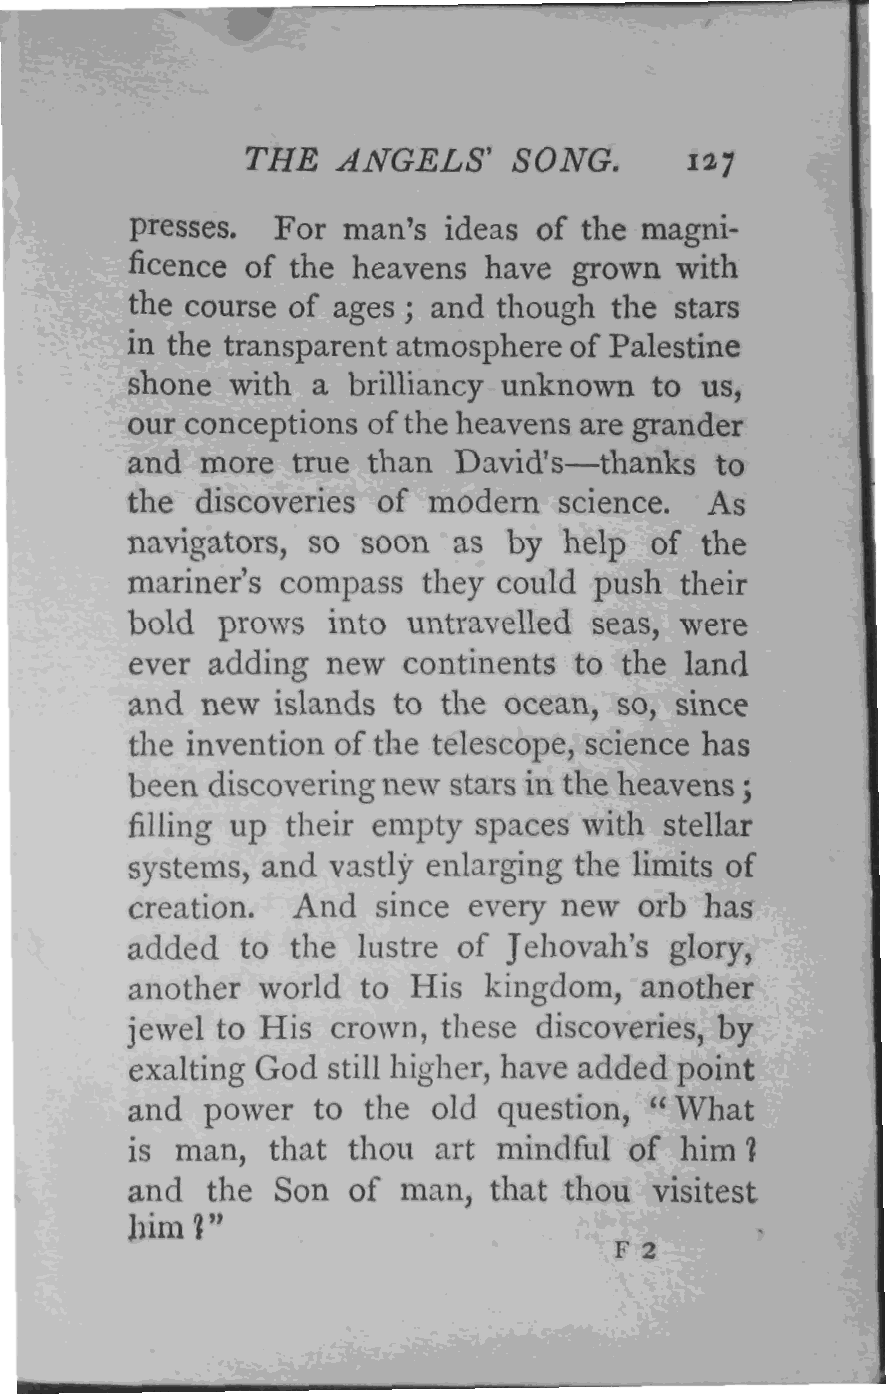 THE ANGELS' SONG. 127
presses. For man's ideas of the magni-
ficence of the heavens have grown with
the course of ages ; and though the stars
in the transparent atmosphere of Palestine
shone with a brilliancy unknown to us,
our conceptions of the heavens are grander
and more true than David's—thanks to
the discoveries of modern science. As
navigators, so soon as by help of the
mariner's compass they could push their
bold prows into untravelled seas, were
ever adding new continents to the land
and new islands to the ocean, so, since
the invention of the telescope, science has
been discovering new stars in the heavens ;
filling up their empty spaces with stellar
systems, and vastly enlarging the limits of
creation. And since every new orb has
added to the lustre of Jehovah's glory,
another world to His kingdom, another
jewel to His crown, these discoveries, by
exalting God still higher, have added point
and power to the old question, “ What
is man, that thou art mindful of him ?
and the Son of man, that thou visitest
him ?”
F 2